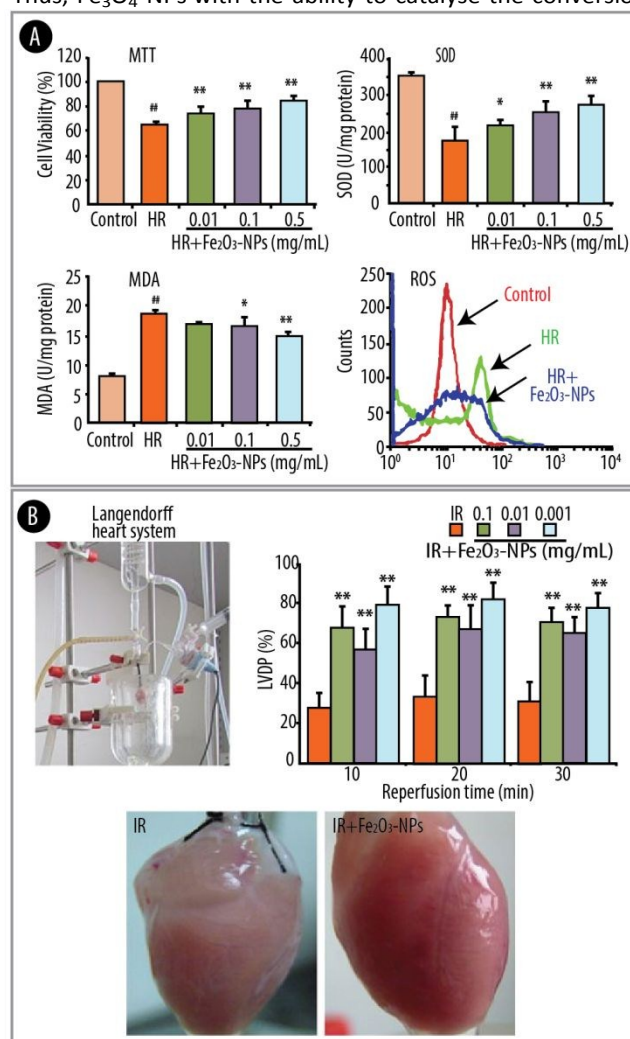 Thus, Fe₃O₄ NPs with the ability to catalyse the conversion
A
MTT
Cell Viability (%)
120
100
80
60
40
20
0
##
**
**
**
Control HR 0.01 0.1 0.5
HR+Fe₂O₃-NPs (mg/mL)
SOD
SOD (U/mg protein)
400
300
200
100
0
#
*
**
**
Control HR 0.01 0.1 0.5
HR+Fe₂O₃-NPs (mg/mL)
MDA
MDA (U/mg protein)
25
20
15
10
5
0
#
*
**
Control HR 0.01 0.1 0.5
HR+Fe₂O₃-NPs (mg/mL)
ROS
Counts
250
200
150
100
50
0
Control
HR
HR+
Fe₂O₃-NPs
10⁰ 10¹ 10² 10³ 10⁴
B
Langendorff
heart system
IR 0.1 0.01 0.001
IR+Fe₂O₃-NPs (mg/mL)
LVDP (%)
100
80
60
40
20
0
** ** **
** ** **
** ** **
10 20 30
Reperfusion time (min)
IR
IR+Fe₂O₃-NPs